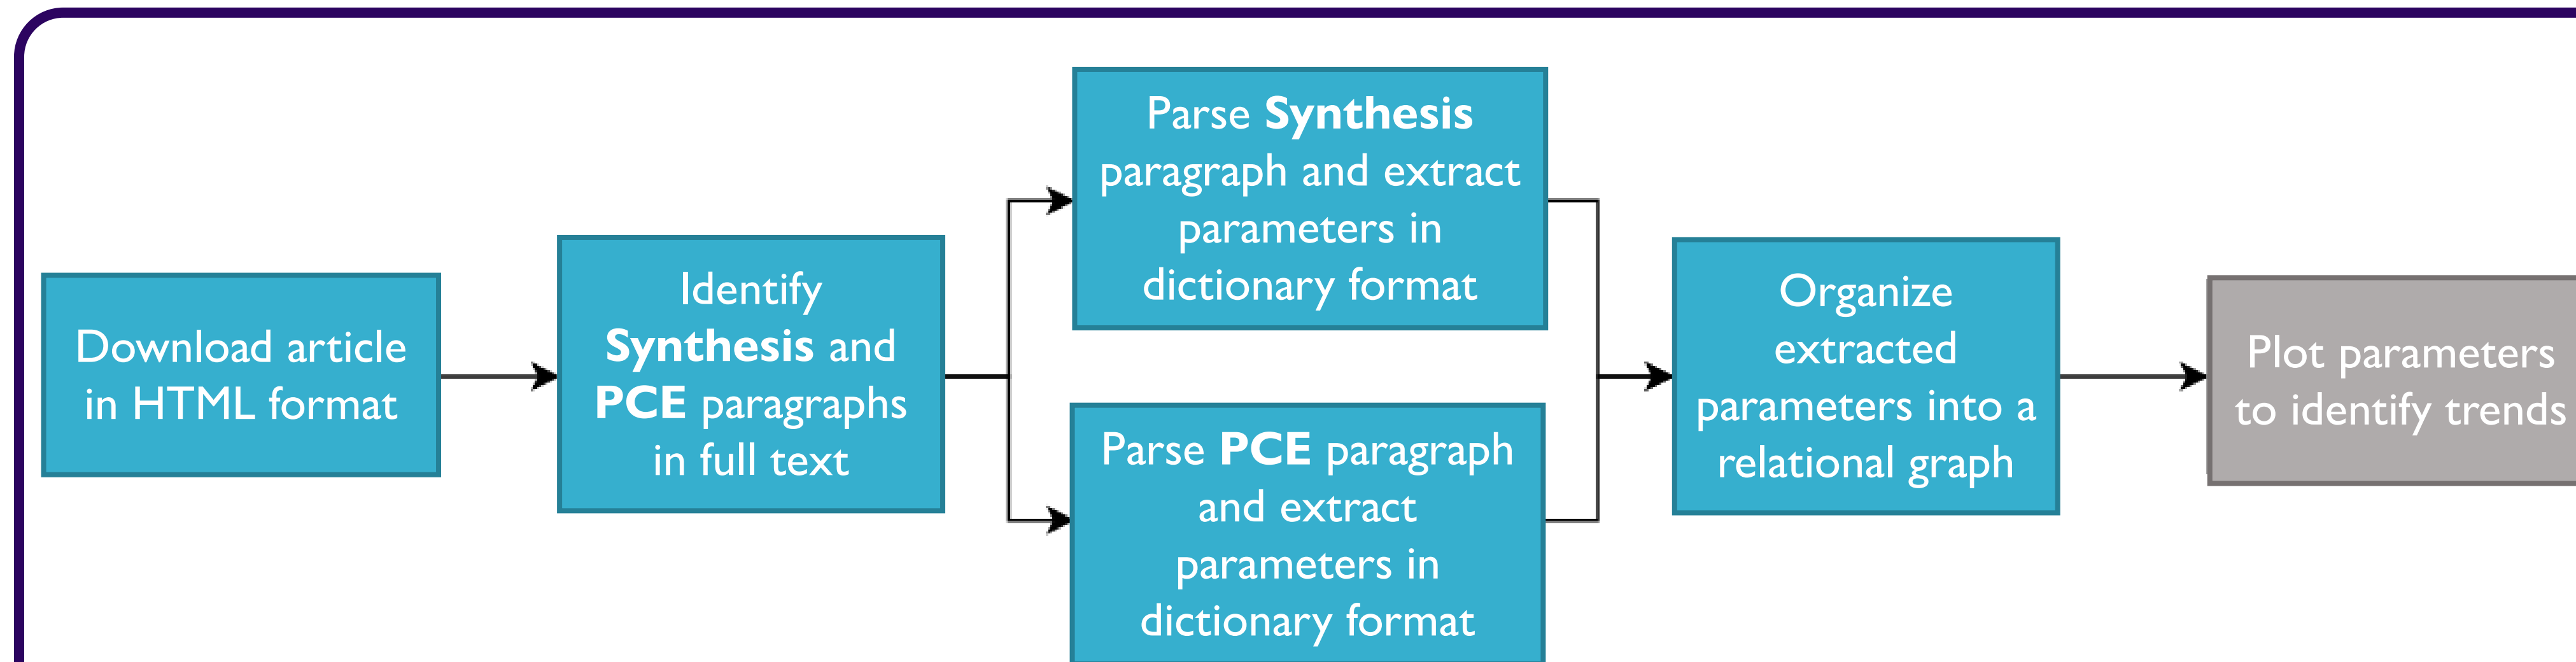 Download article
in HTML format
Identify
Synthesis and
PCE paragraphs
in full text
Parse Synthesis
paragraph and extract
parameters in
dictionary format
Parse PCE paragraph
and extract
parameters in
dictionary format
Organize
extracted
parameters into a
relational graph
Plot parameters
to identify trends